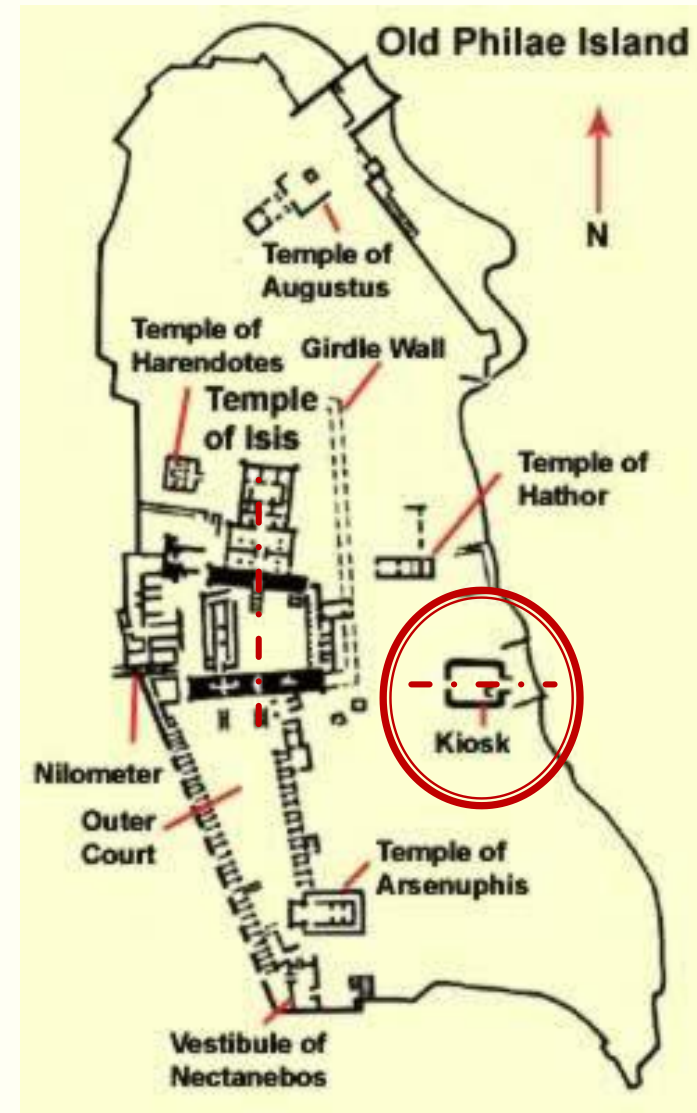 Old Philae Island
N
Temple of
Augustus
Temple of
Harendotes
Girdle Wall
Temple
of Isis
Temple of
Hathor
Kiosk
Nilometer
Outer
Court
Temple of
Arsenuphis
Vestibule of
Nectanebos